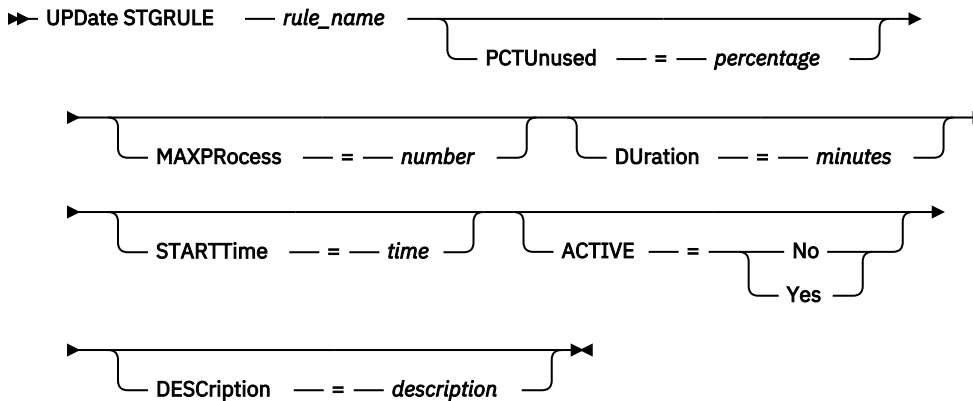 UPDate STGRULE rule_name
PCTUnused = percentage
MAXPRocess = number DUration = minutes
STARTTime = time ACTIVE = No
Yes
DESCription = description